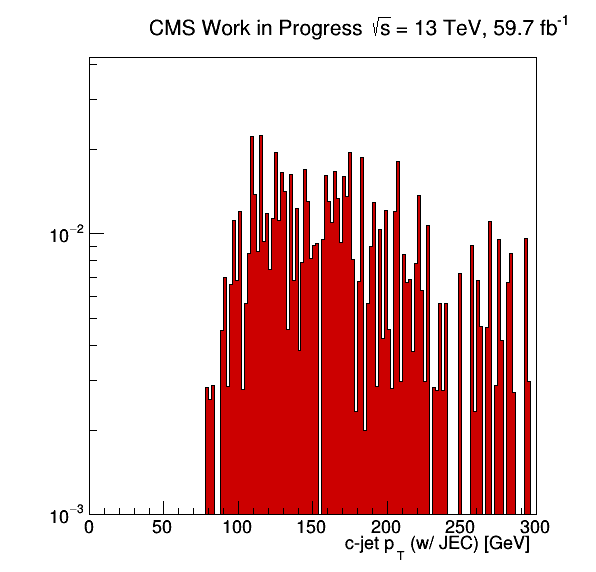 CMS Work in Progress √s = 13 TeV, 59.7 fb⁻¹
10⁻²
10⁻³
0 50 100 150 200 250 300
c-jet p_T (w/ JEC) [GeV]